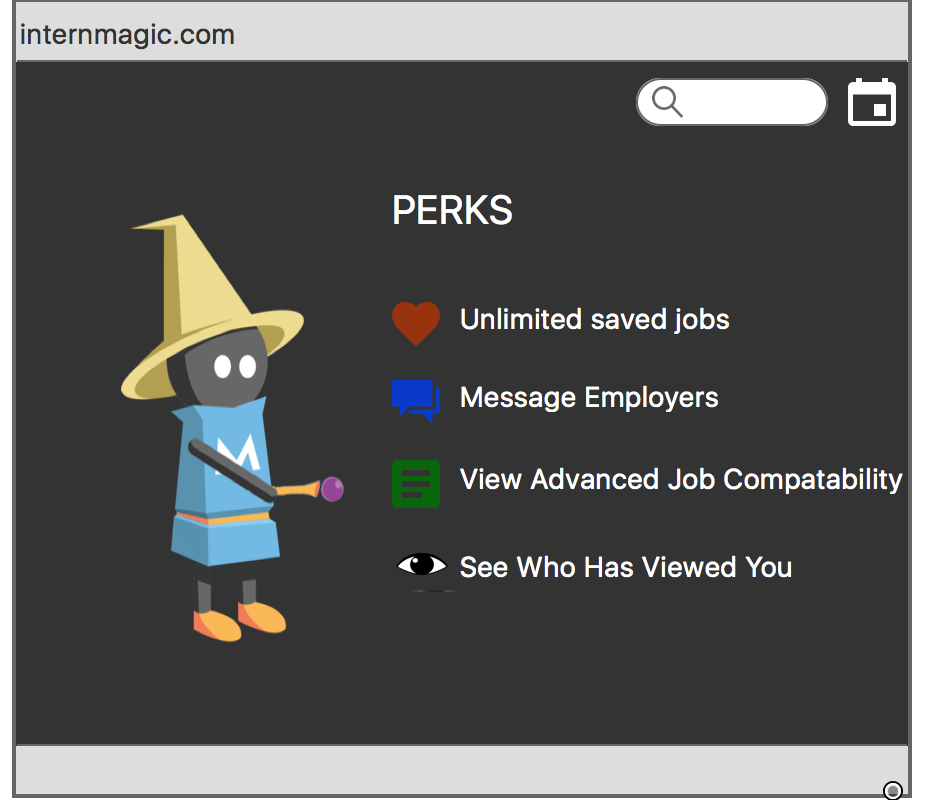 internmagic.com
PERKS
Unlimited saved jobs
Message Employers
View Advanced Job Compatability
See Who Has Viewed You
M